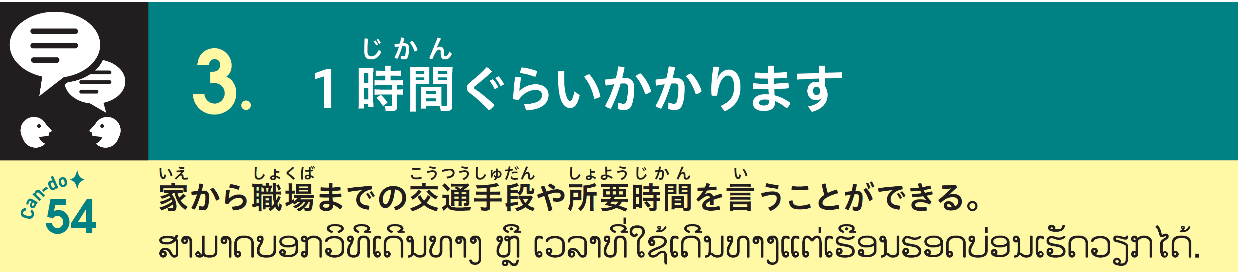 じかん
3. 1時間ぐらいかかります
いえ しょくば こうつうしゅだん しょようじかん い
Can-do 54
家から職場までの交通手段や所要時間を言うことができる。
ສາມາດບອກວິທີເດີນທາງ ຫຼື ເວລາທີ່ໃຊ້ເດີນທາງແຕ່ເຮືອນຮອດບ່ອນເຮັດວຽກໄດ້.